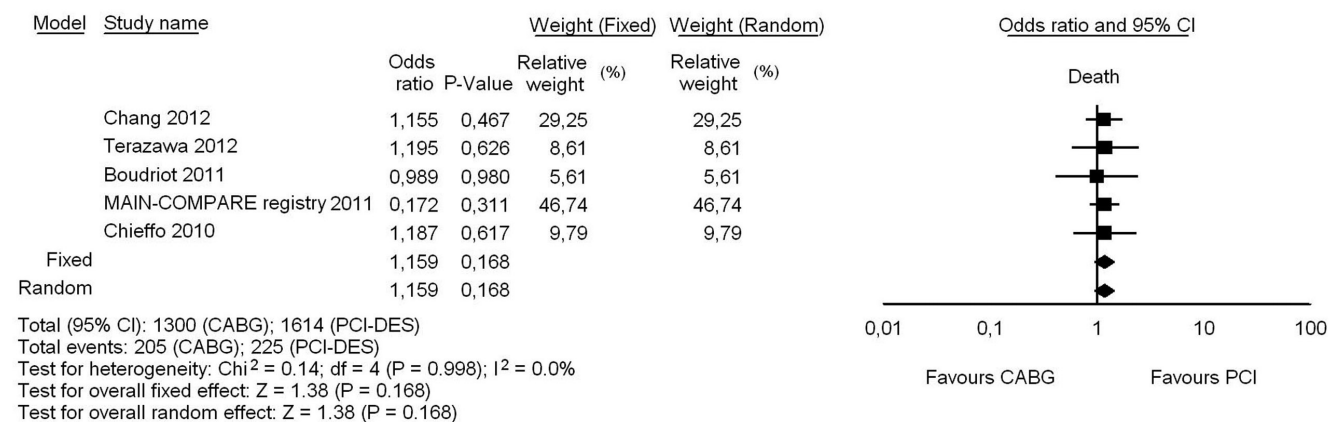 Model Study name Weight (Fixed) Weight (Random) Odds ratio and 95% CI
Odds ratio P-Value Relative weight (%) Relative weight (%) Death
Chang 2012 1,155 0,467 29,25 29,25
Terazawa 2012 1,195 0,626 8,61 8,61
Boudriot 2011 0,989 0,980 5,61 5,61
MAIN-COMPARE registry 2011 0,172 0,311 46,74 46,74
Chieffo 2010 1,187 0,617 9,79 9,79
Fixed 1,159 0,168
Random 1,159 0,168
0,01 0,1 1 10 100
Favours CABG Favours PCI
Total (95% CI): 1300 (CABG); 1614 (PCI-DES)
Total events: 205 (CABG); 225 (PCI-DES)
Test for heterogeneity: Chi² = 0.14; df = 4 (P = 0.998); I² = 0.0%
Test for overall fixed effect: Z = 1.38 (P = 0.168)
Test for overall random effect: Z = 1.38 (P = 0.168)